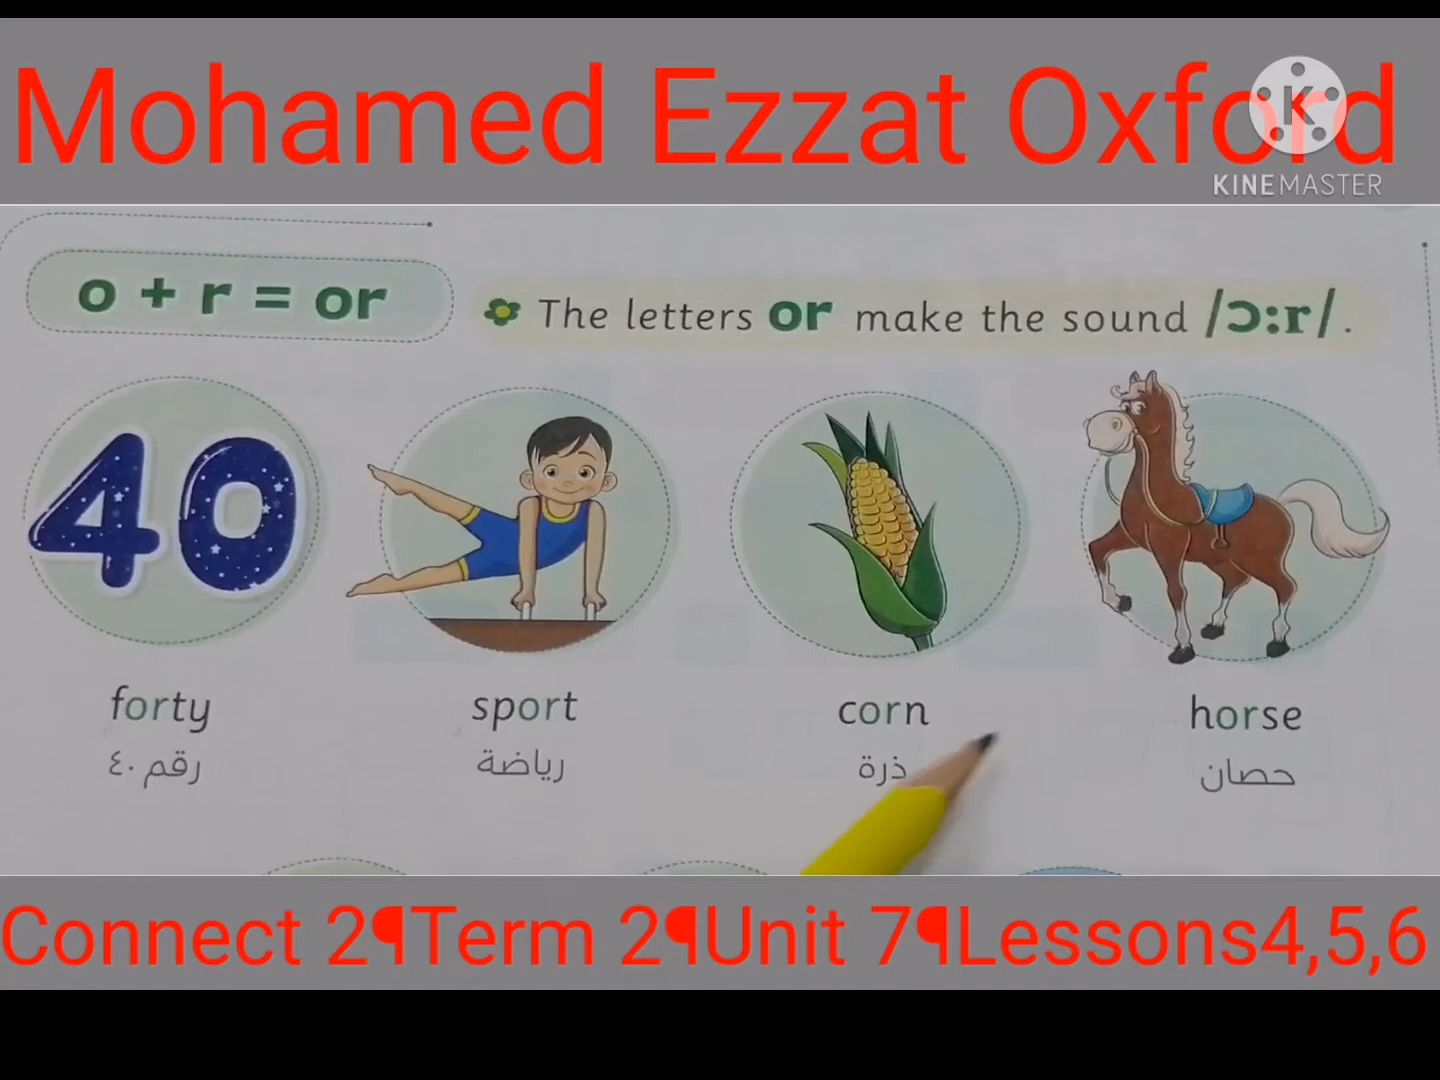 Mohamed Ezzat Oxford
K
KINEMASTER
o + r = or
The letters or make the sound /ɔ:r/.
40
forty
sport
corn
horse
رقم ٤٠
رياضة
ذرة
حصان
Connect 2¶Term 2¶Unit 7¶Lessons4,5,6